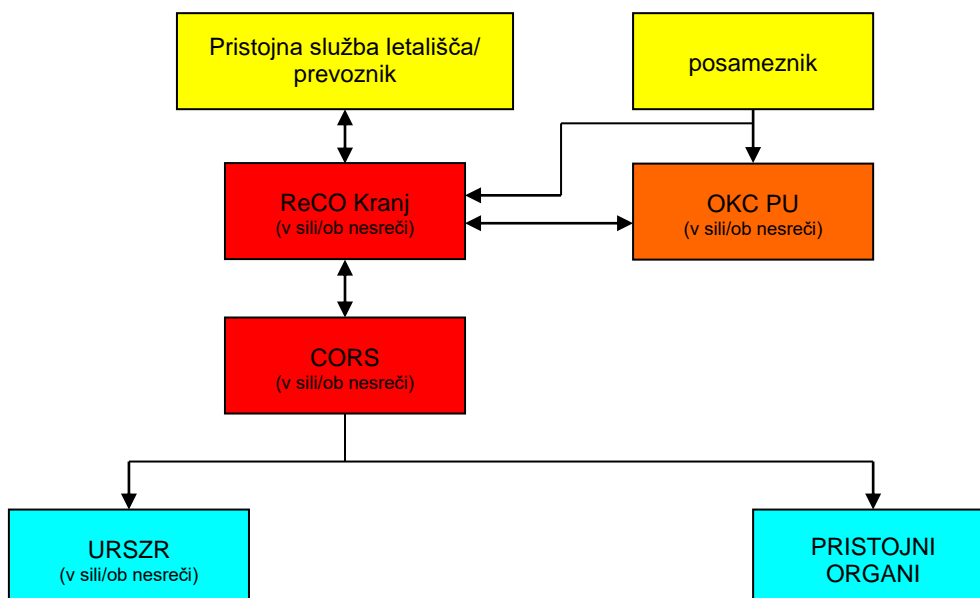 Pristojna služba letališča/
prevoznik
posameznik
ReCO Kranj
(v sili/ob nesreči)
OKC PU
(v sili/ob nesreči)
CORS
(v sili/ob nesreči)
URSZR
(v sili/ob nesreči)
PRISTOJNI
ORGANI